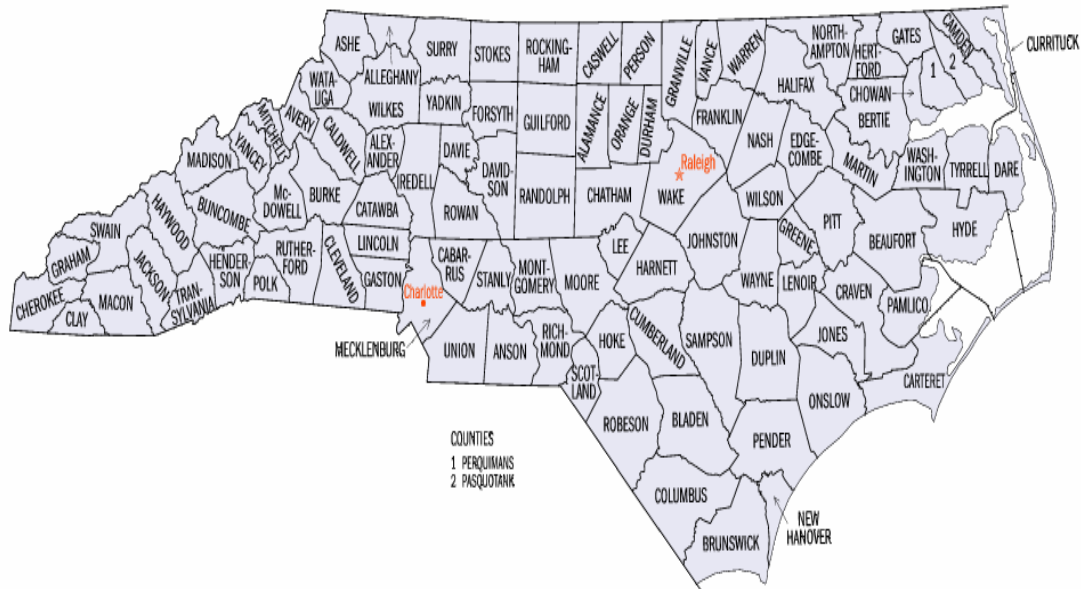 ASHE
ALLEGHANY
SURRY
STOKES
ROCKING-
HAM
CASWELL
PERSON
GRANVILLE
VANCE
WARREN
NORTH-
AMPTON
HERT-
FORD
GATES
CAMDEN
CURRITUCK
1
2
WATA-
UGA
WILKES
YADKIN
FORSYTH
GUILFORD
ALAMANCE
ORANGE
DURHAM
FRANKLIN
HALIFAX
CHOWAN
BERTIE
MITCHELL
AVERY
YANCEY
CALDWELL
ALEX-
ANDER
IREDELL
DAVIE
DAVID-
SON
RANDOLPH
CHATHAM
Raleigh
WAKE
NASH
EDGE-
COMBE
MARTIN
WASH-
INGTON
TYRRELL
DARE
MADISON
HAYWOOD
BUNCOMBE
Mc-
DOWELL
BURKE
CATAWBA
ROWAN
WILSON
PITT
BEAUFORT
HYDE
SWAIN
GRAHAM
JACKSON
HENDER-
SON
RUTHER-
FORD
POLK
CLEVELAND
LINCOLN
GASTON
CABAR-
RUS
STANLY
MONT-
GOMERY
MOORE
LEE
HARNETT
JOHNSTON
GREENE
WAYNE
LENOIR
CRAVEN
PAMLICO
CHEROKEE
CLAY
MACON
TRAN-
SYLVANIA
Charlotte
MECKLENBURG
UNION
ANSON
RICH-
MOND
SCOT-
LAND
HOKE
CUMBERLAND
SAMPSON
DUPLIN
JONES
CARTERET
ONSLOW
ROBESON
BLADEN
PENDER
COLUMBUS
BRUNSWICK
NEW
HANOVER
COUNTIES
1 PERQUIMANS
2 PASQUOTANK